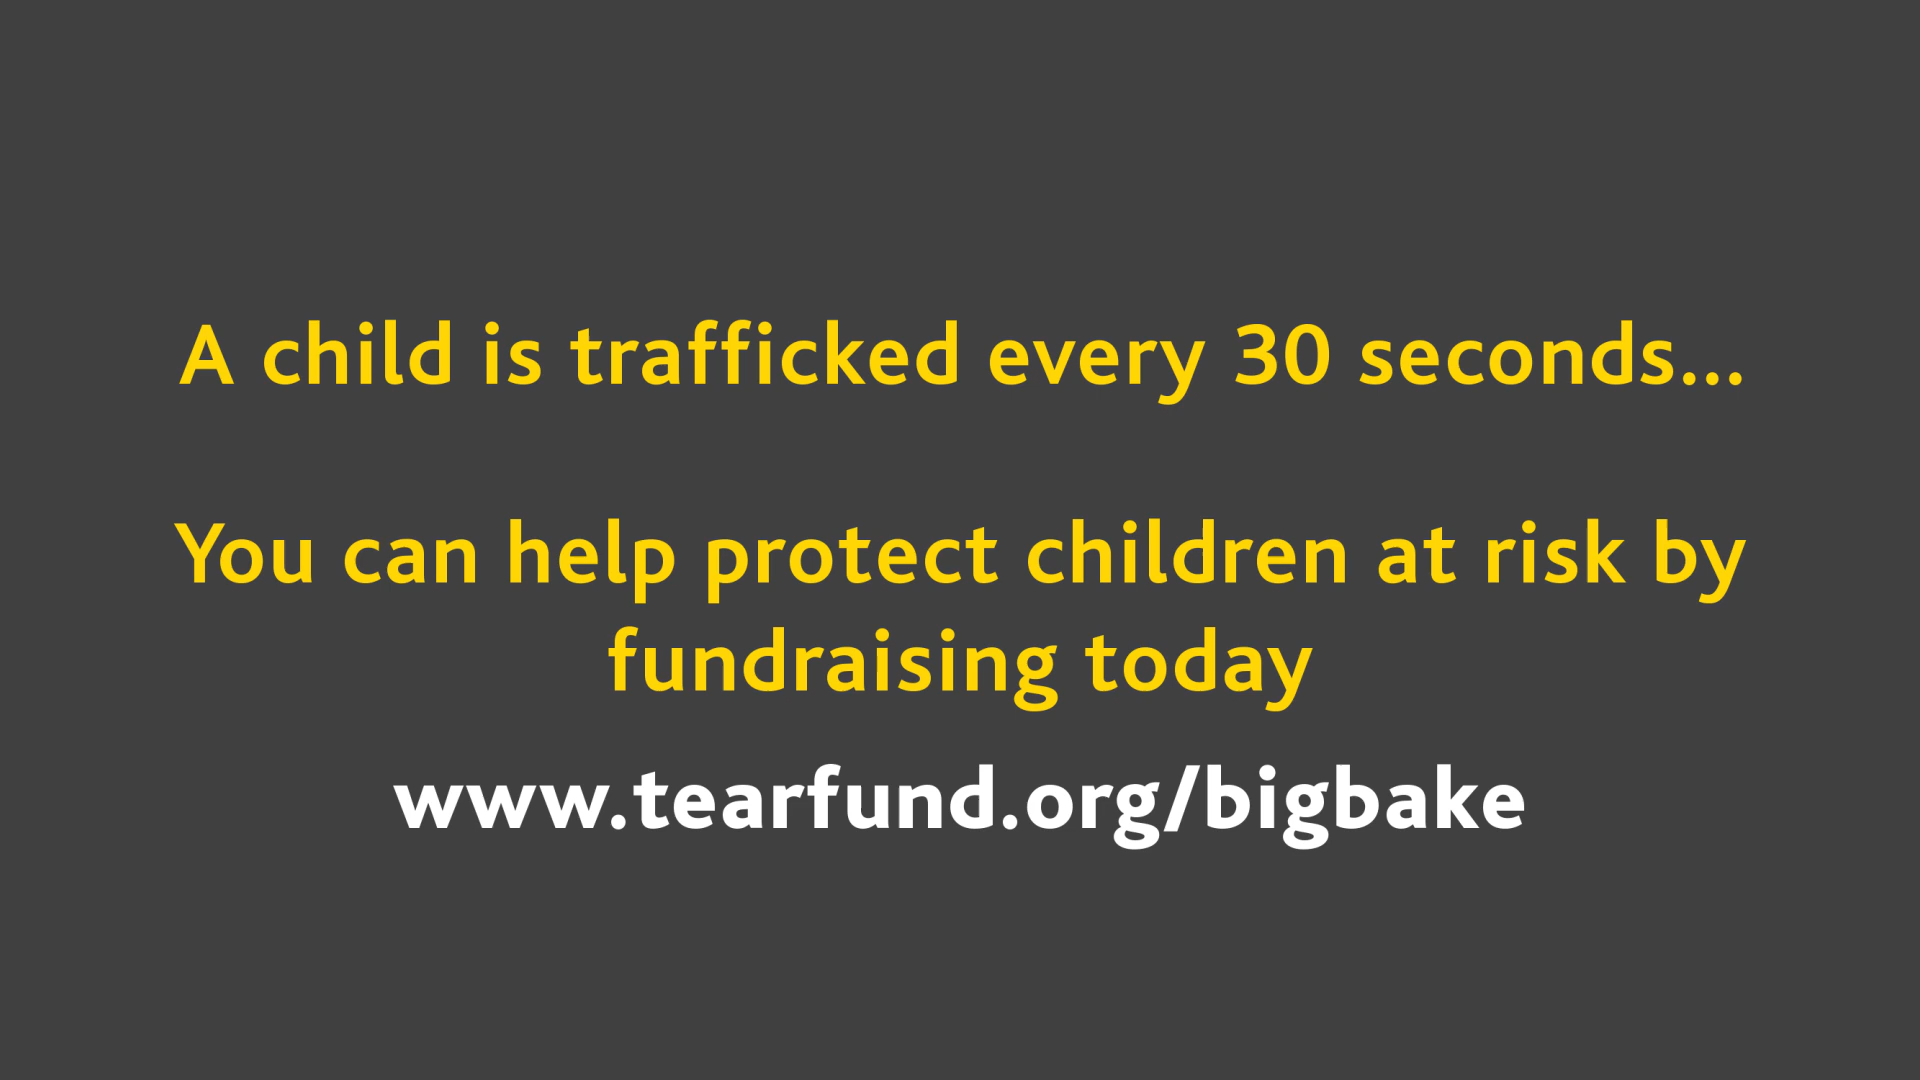 A child is trafficked every 30 seconds...
You can help protect children at risk by
fundraising today
www.tearfund.org/bigbake